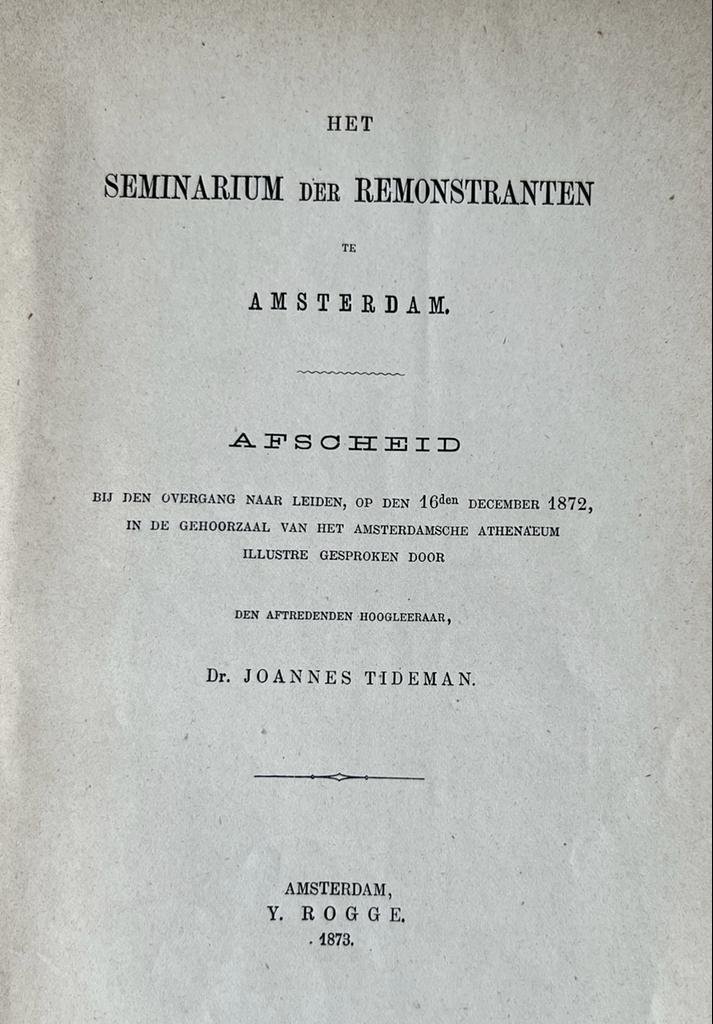 HET
SEMINARIUM DER REMONSTRANTEN
TE
AMSTERDAM.
AFSCHEID
BIJ DEN OVERGANG NAAR LEIDEN, OP DEN 16den DECEMBER 1872,
IN DE GEHOORZAAL VAN HET AMSTERDAMSCHE ATHENAEUM
ILLUSTRE GESPROKEN DOOR
DEN AFTREDENDEN HOOGLEERAAR,
Dr. JOANNES TIDEMAN.
AMSTERDAM,
Y. ROGGE.
1873.